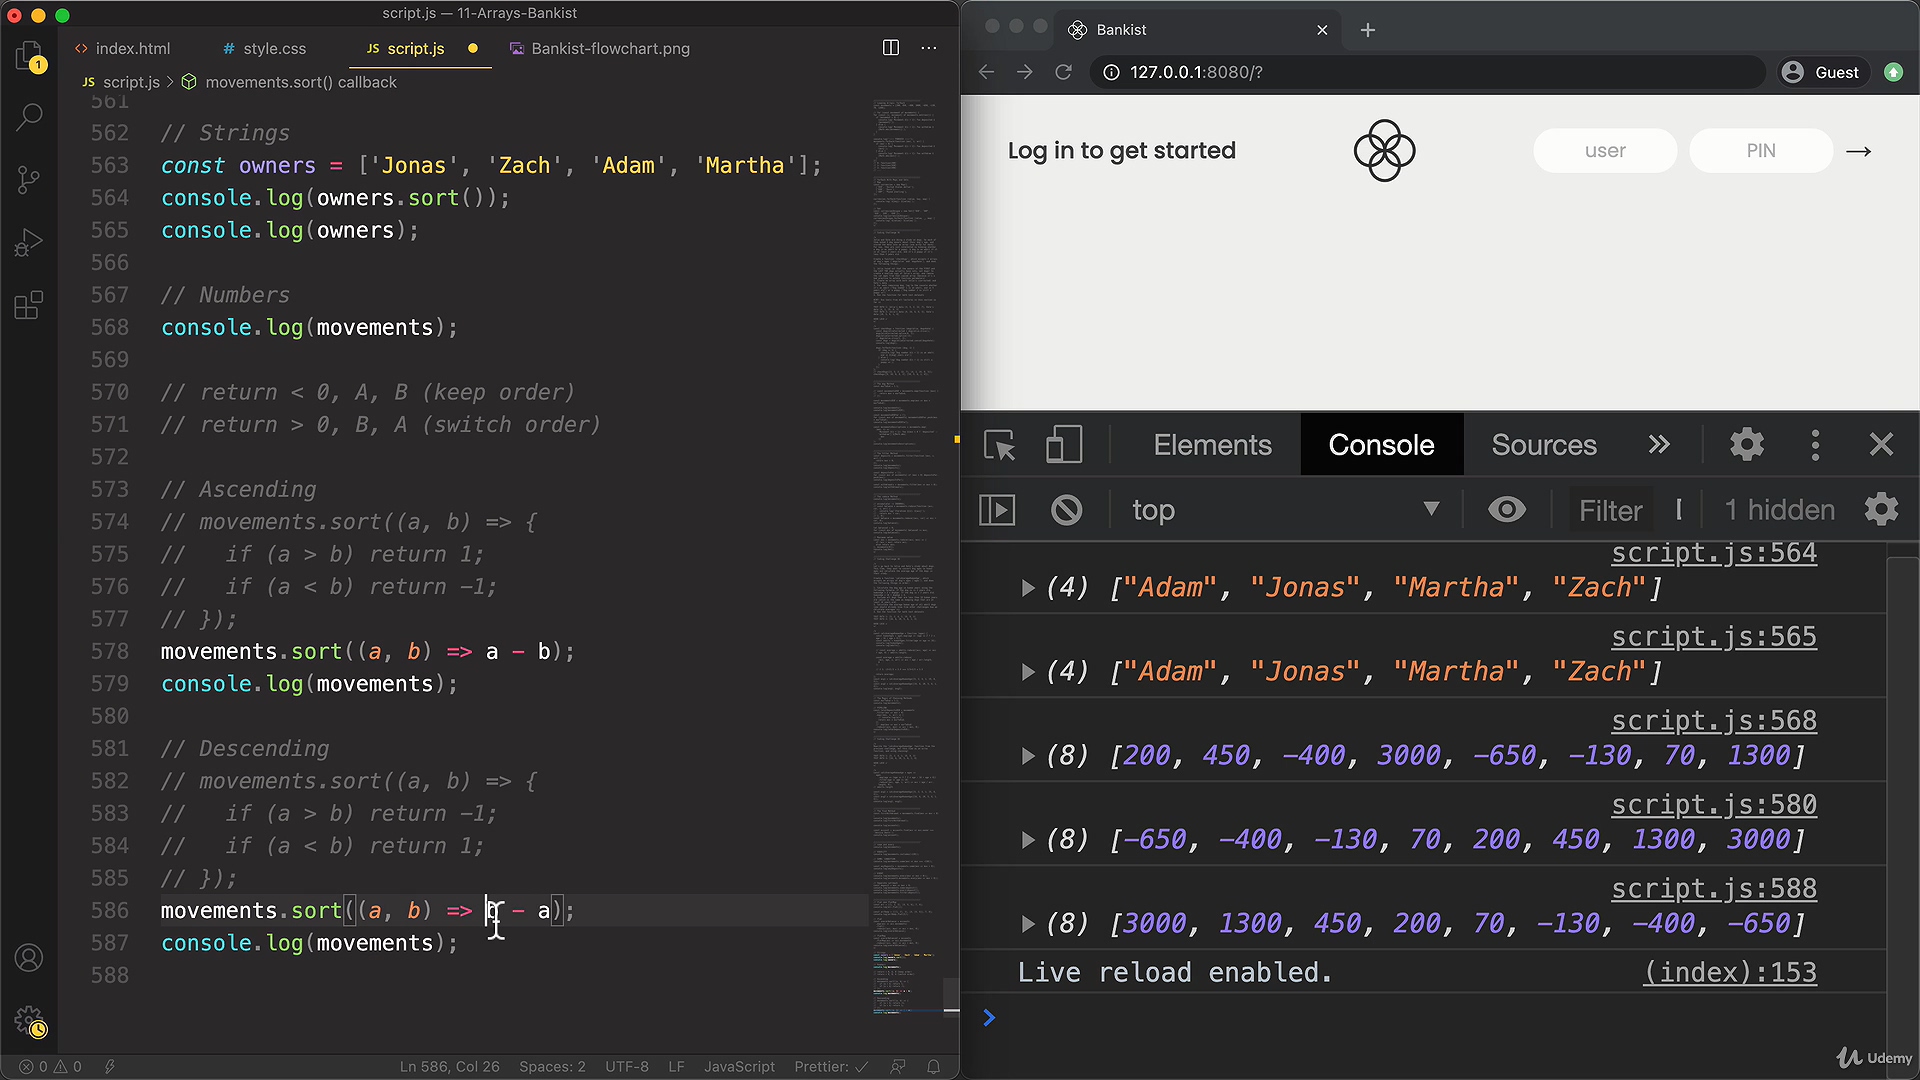 script.js — 11-Arrays-Bankist
index.html
# style.css
JS script.js
Bankist-flowchart.png
JS script.js > movements.sort() callback
1
561
562 // Strings
563 const owners = ['Jonas', 'Zach', 'Adam', 'Martha'];
564 console.log(owners.sort());
565 console.log(owners);
566
567 // Numbers
568 console.log(movements);
569
570 // return < 0, A, B (keep order)
571 // return > 0, B, A (switch order)
572
573 // Ascending
574 // movements.sort((a, b) => {
575 //   if (a > b) return 1;
576 //   if (a < b) return -1;
577 // });
578 movements.sort((a, b) => a - b);
579 console.log(movements);
580
581 // Descending
582 // movements.sort((a, b) => {
583 //   if (a > b) return -1;
584 //   if (a < b) return 1;
585 // });
586 movements.sort((a, b) => b - a);
587 console.log(movements);
588
0 0
Ln 586, Col 26
Spaces: 2
UTF-8
LF
JavaScript
Prettier: ✓
Bankist
127.0.0.1:8080/?
Guest
Log in to get started
user
PIN
Elements
Console
Sources
top
Filter
1 hidden
script.js:564
(4) ["Adam", "Jonas", "Martha", "Zach"]
script.js:565
(4) ["Adam", "Jonas", "Martha", "Zach"]
script.js:568
(8) [200, 450, -400, 3000, -650, -130, 70, 1300]
script.js:580
(8) [-650, -400, -130, 70, 200, 450, 1300, 3000]
script.js:588
(8) [3000, 1300, 450, 200, 70, -130, -400, -650]
Live reload enabled.
(index):153
Udemy